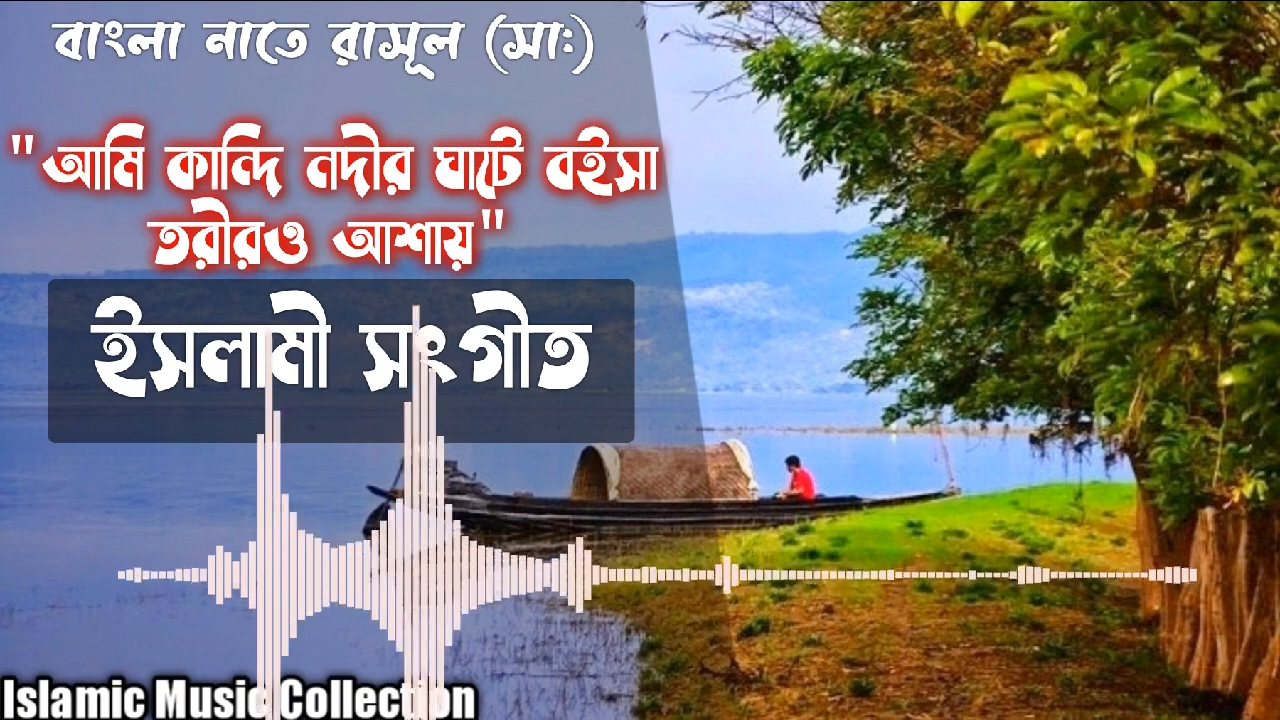 বাংলা নাতে রাসূল (সাঃ)
"আমি কান্দি নদীর ঘাটে বইসা
তরীরও আশায়"
ইসলামী সংগীত
Islamic Music Collection